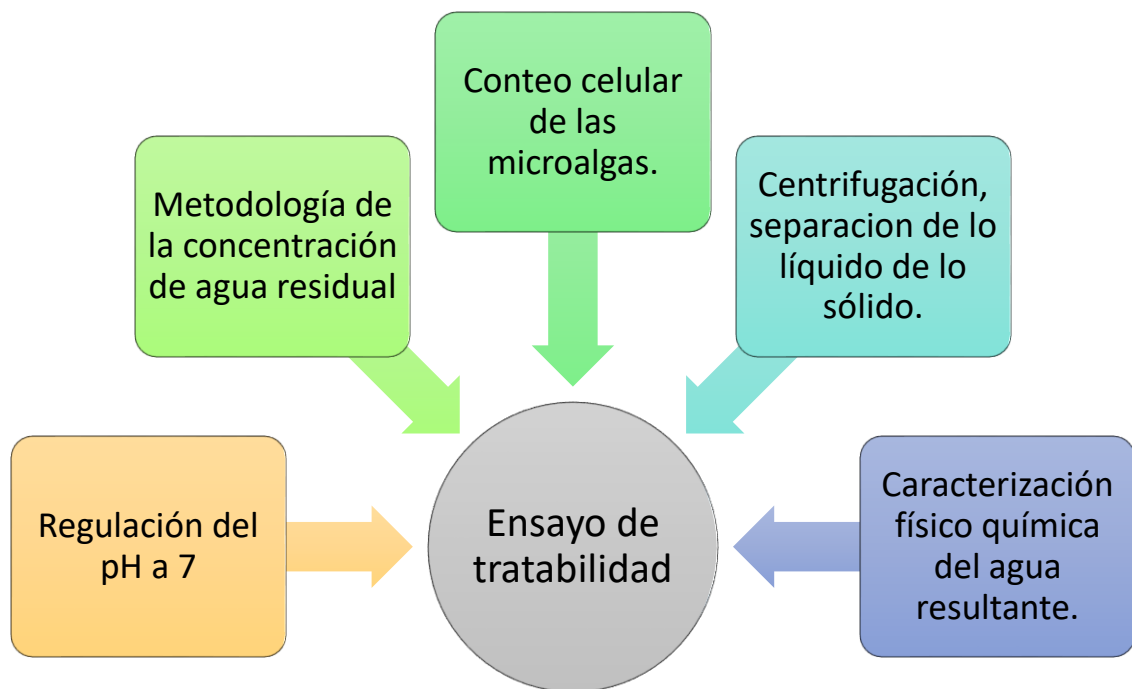 Conteo celular
de las
microalgas.
Metodología de
la concentración
de agua residual
Centrifugación,
separacion de lo
líquido de lo
sólido.
Regulación del
pH a 7
Ensayo de
tratabilidad
Caracterización
físico química
del agua
resultante.